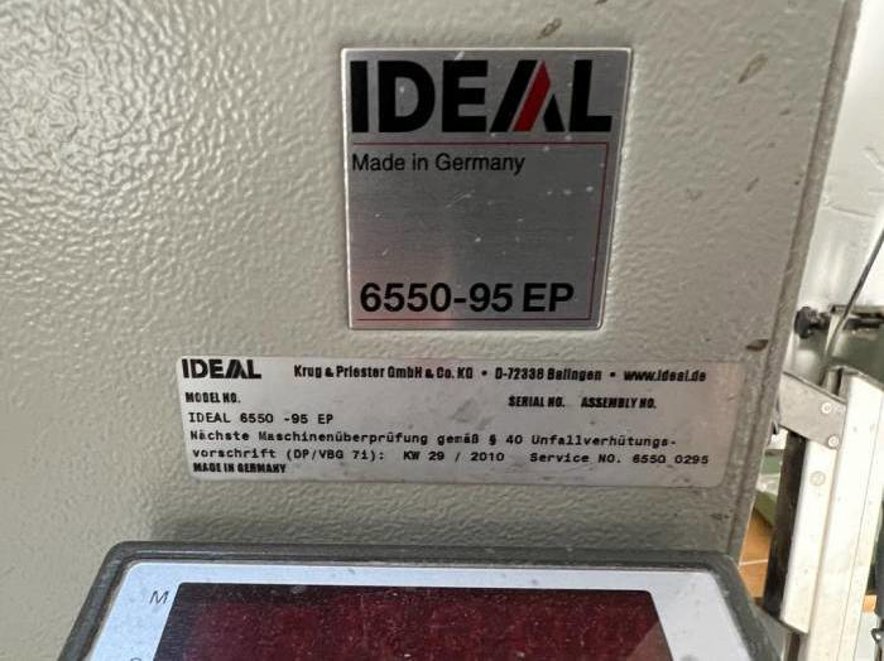 IDEAL
Made in Germany
6550-95 EP
IDEAL Krug & Priester GmbH & Co. KG • D-72336 Balingen • www.ideal.de
MODEL NO. SERIAL NO. ASSEMBLY NO.
IDEAL 6550 -95 EP
Nächste Maschinenüberprüfung gemäß § 40 Unfallverhütungs-
vorschrift (DP/VBG 7i): KW 29 / 2010 Service NO. 6550 0295
MADE IN GERMANY
M